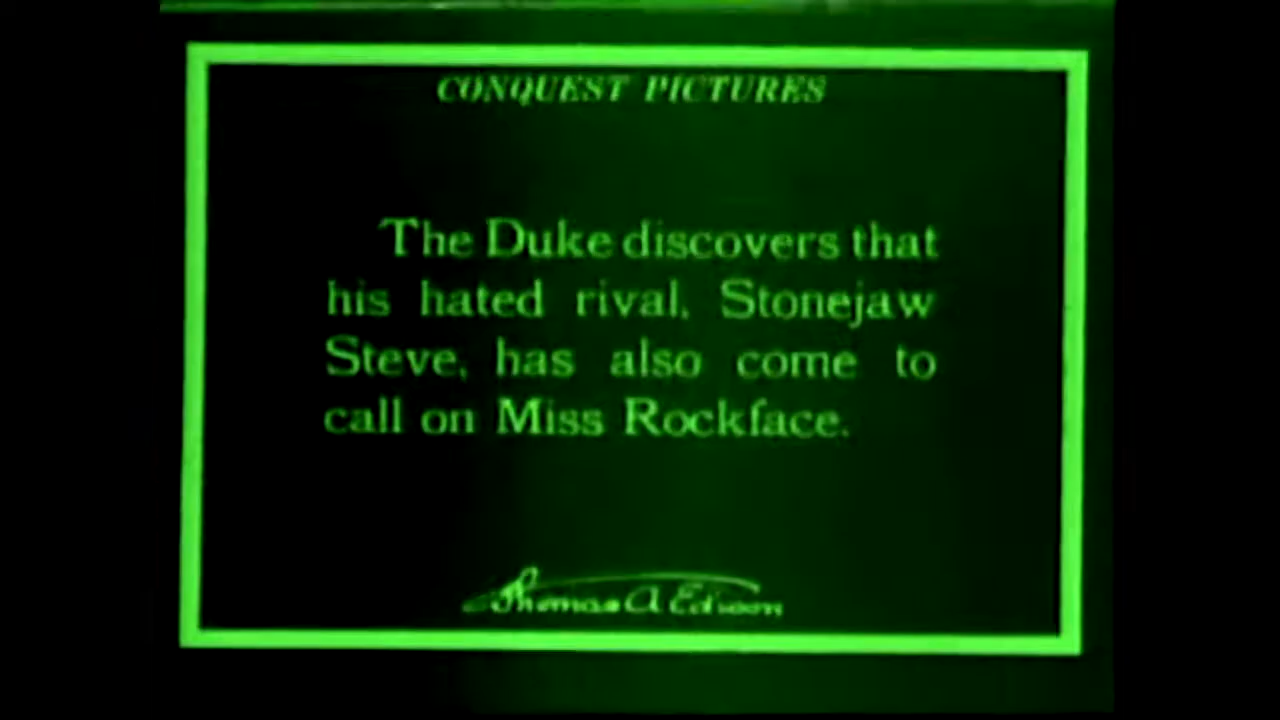 CONQUEST PICTURES
The Duke discovers that
his hated rival, Stonejaw
Steve, has also come to
call on Miss Rockface.
Thomas A Edison